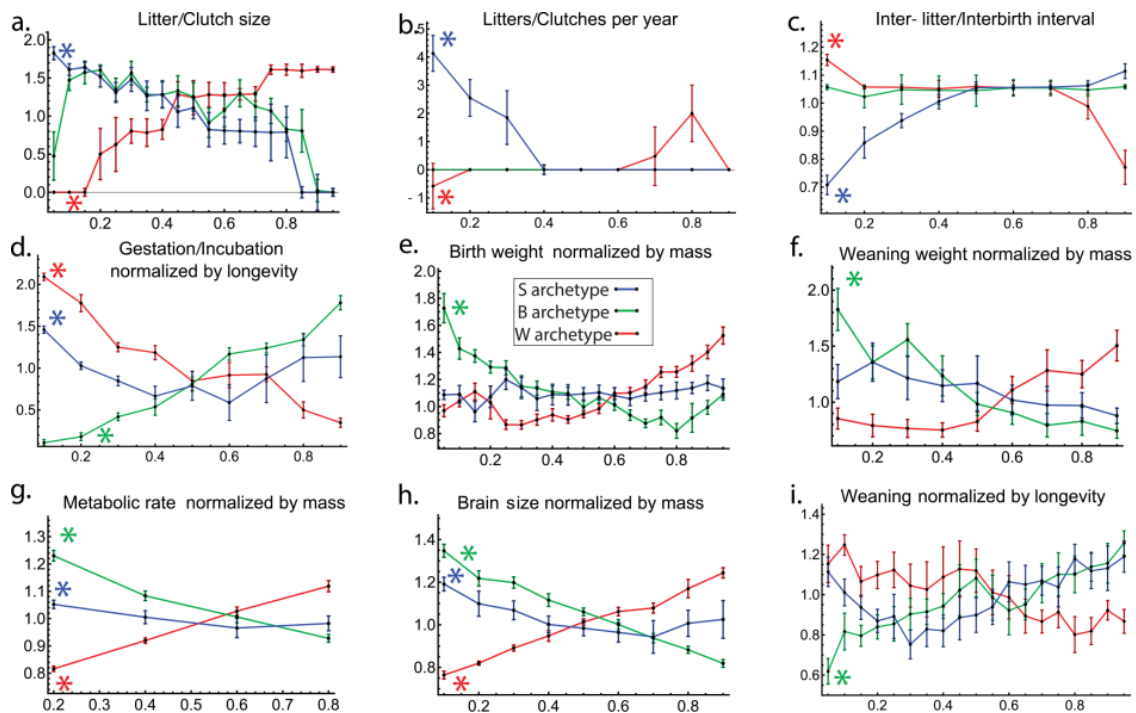 a. Litter/Clutch size
2.0
1.5
1.0
0.5
0.0
0.2 0.4 0.6 0.8
b. Litters/Clutches per year
5
4
3
2
1
0
- 1
0.2 0.4 0.6 0.8
c. Inter- litter/Interbirth interval
1.3
1.2
1.1
1.0
0.9
0.8
0.7
0.2 0.4 0.6 0.8
d. Gestation/Incubation
normalized by longevity
2.0
1.5
1.0
0.5
0.2 0.4 0.6 0.8
e. Birth weight normalized by mass
2.0
1.8
1.6
1.4
1.2
1.0
0.8
S archetype
B archetype
W archetype
0.2 0.4 0.6 0.8
f. Weaning weight normalized by mass
2.0
1.5
1.0
0.2 0.4 0.6 0.8
g. Metabolic rate normalized by mass
1.3
1.2
1.1
1.0
0.9
0.8
0.2 0.3 0.4 0.5 0.6 0.7 0.8
h. Brain size normalized by mass
1.4
1.2
1.0
0.8
0.2 0.4 0.6 0.8
i. Weaning normalized by longevity
1.4
1.2
1.0
0.8
0.6
0.2 0.4 0.6 0.8